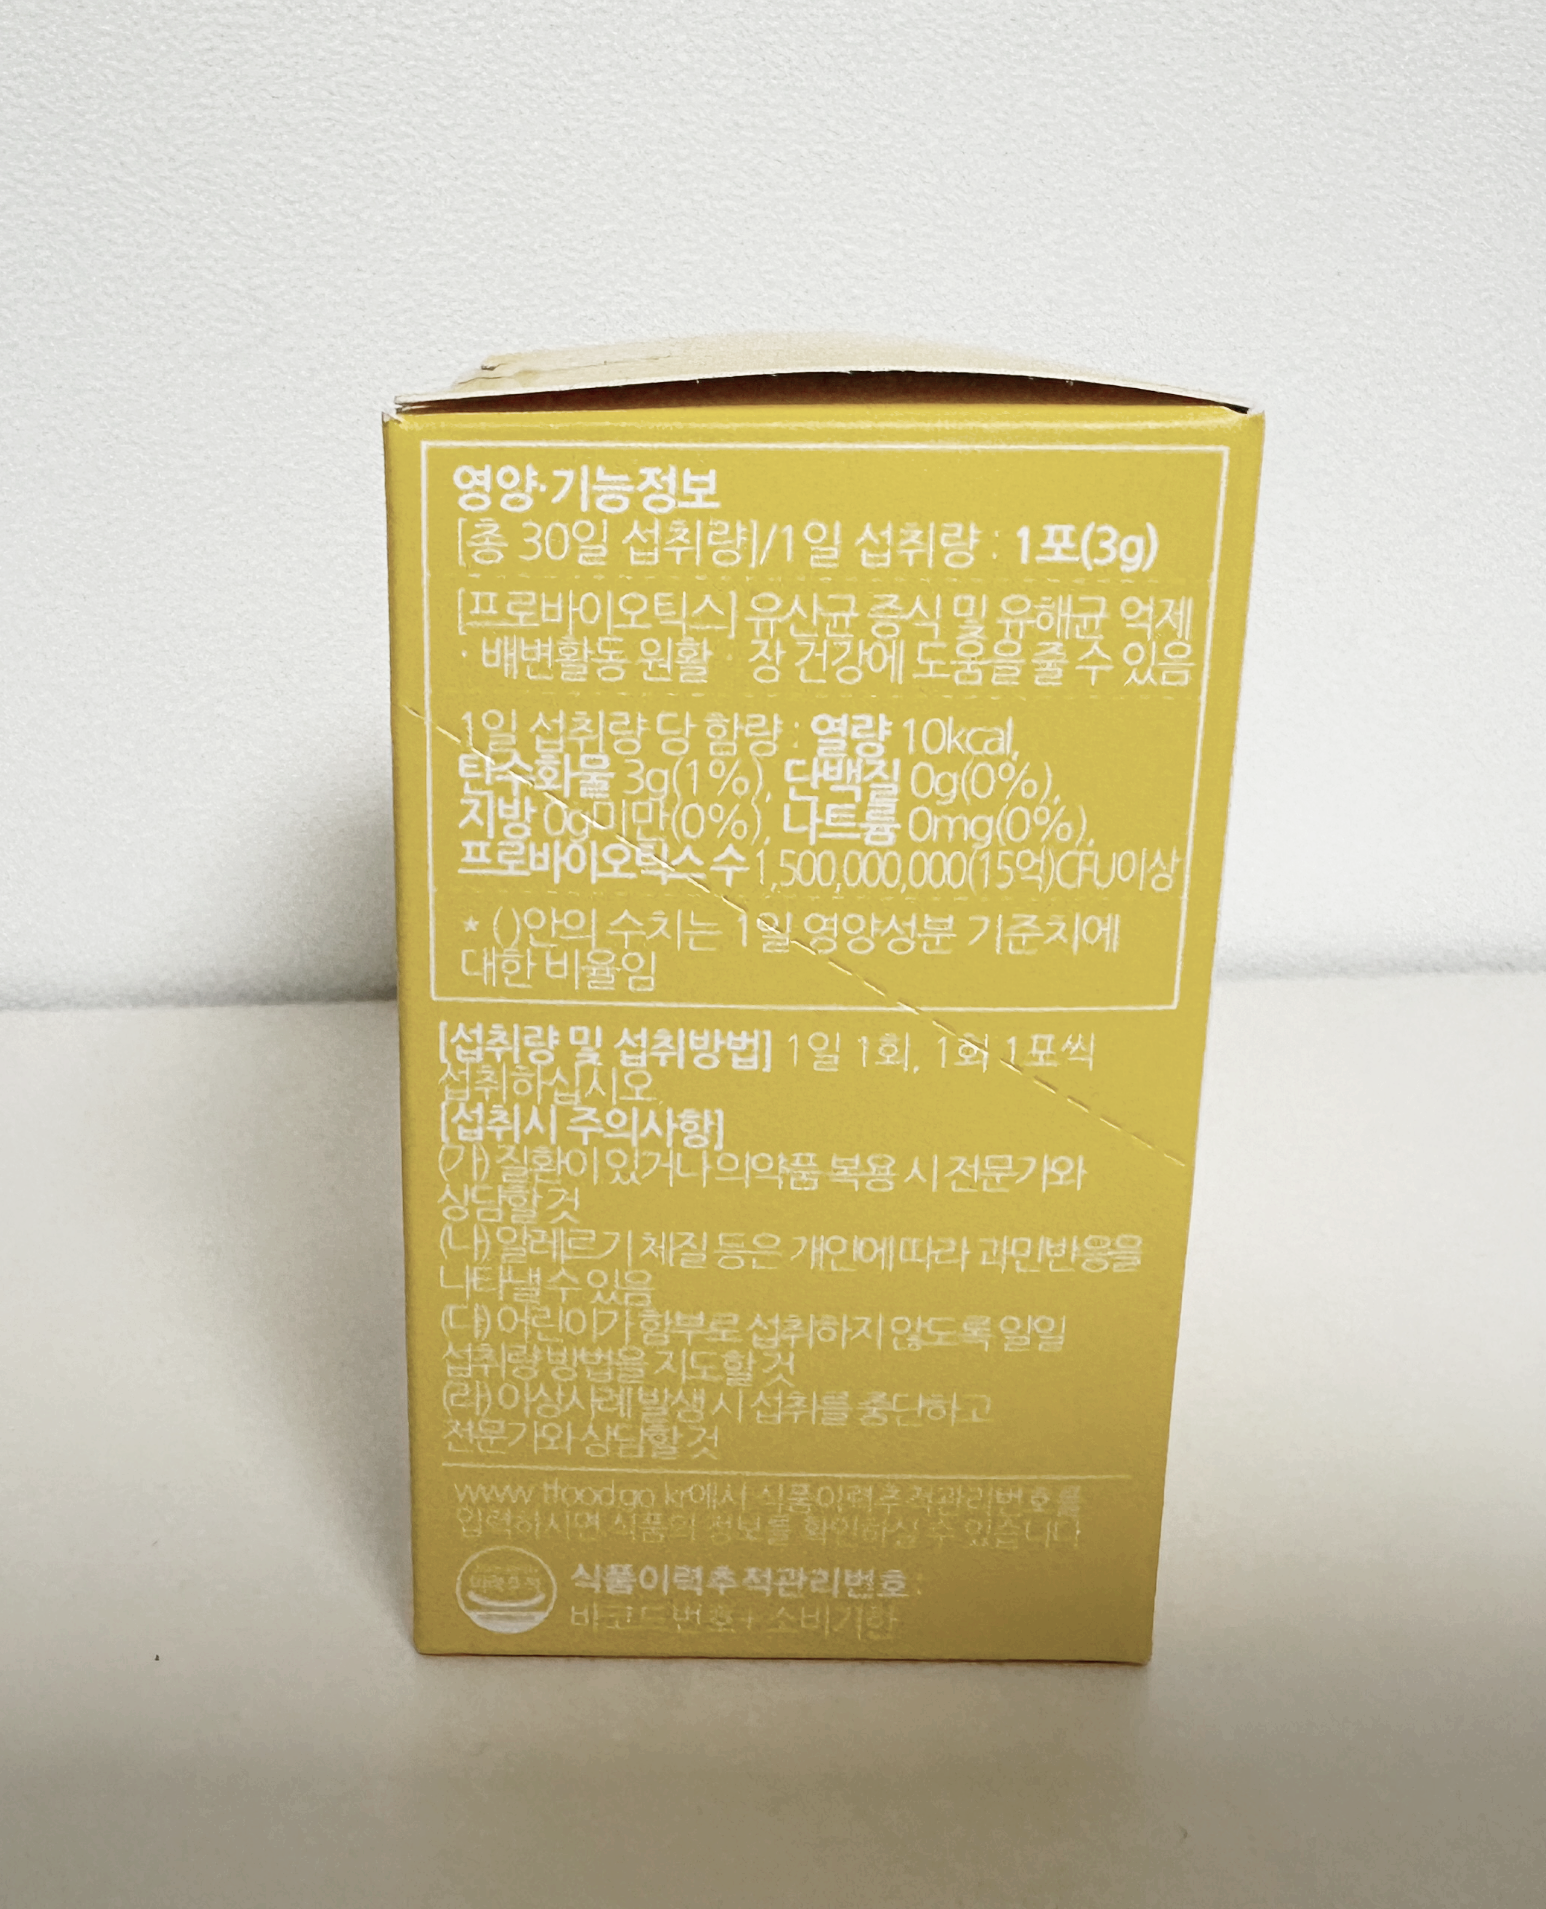 영양·기능정보
[총 30일 섭취량]/1일 섭취량 : 1포(3g)
[프로바이오틱스] 유산균 증식 및 유해균 억제
· 배변활동 원활 · 장 건강에 도움을 줄 수 있음
1일 섭취량 당 함량 : 열량 10kcal,
탄수화물 3g(1%), 단백질 0g(0%),
지방 0g미만(0%), 나트륨 0mg(0%),
프로바이오틱스 수 1,500,000,000(15억)CFU이상
* ()안의 수치는 1일 영양성분 기준치에
대한 비율임
[섭취량 및 섭취방법] 1일 1회, 1회 1포씩
섭취하십시오.
[섭취시 주의사항]
(가) 질환이 있거나 의약품 복용 시 전문가와
상담할 것
(나) 알레르기 체질 등은 개인에 따라 과민반응을
나타낼 수 있음
(다) 어린이가 함부로 섭취하지 않도록 일일
섭취량 방법을 지도할 것
(라) 이상사례 발생 시 섭취를 중단하고
전문가와 상담할 것
www.tfood.go.kr에서 식품이력추적관리번호를
입력하시면 식품의 정보를 확인하실 수 있습니다
식품이력추적관리번호 :
바코드번호+소비기한